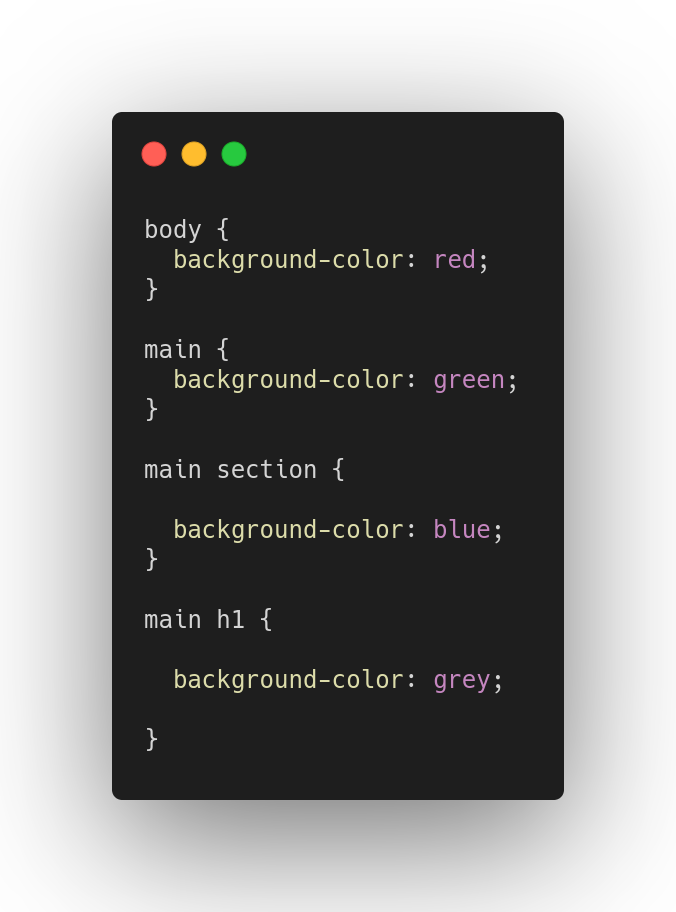 body {
  background-color: red;
}

main {
  background-color: green;
}

main section {

  background-color: blue;
}

main h1 {

  background-color: grey;

}